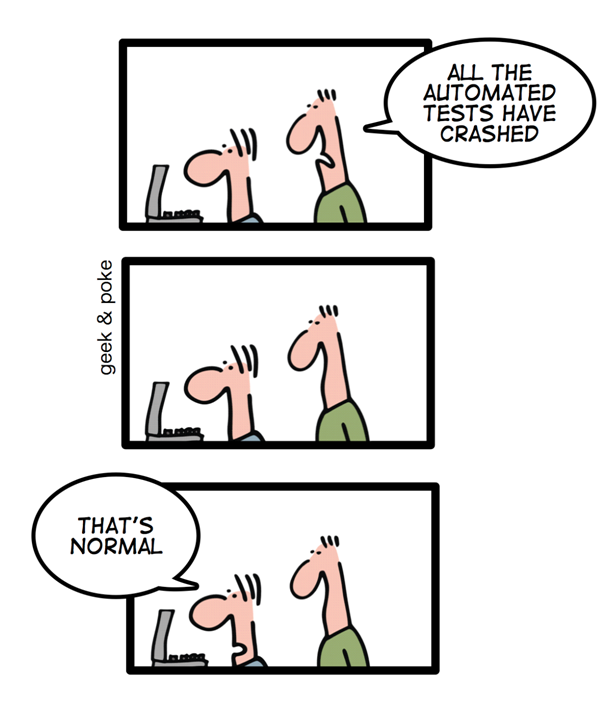 ALL THE
AUTOMATED
TESTS HAVE
CRASHED
geek & poke
THAT'S
NORMAL